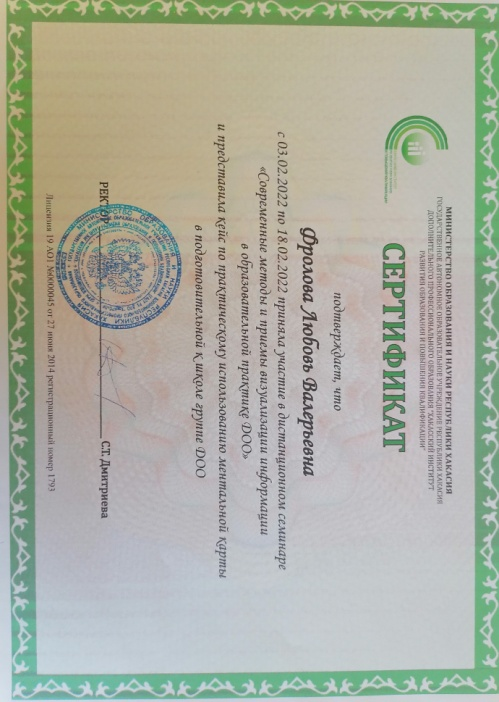 МИНИСТЕРСТВО ОБРАЗОВАНИЯ И НАУКИ РЕСПУБЛИКИ ХАКАСИЯ
ГОСУДАРСТВЕННОЕ АВТОНОМНОЕ ОБРАЗОВАТЕЛЬНОЕ УЧРЕЖДЕНИЕ РЕСПУБЛИКИ ХАКАСИЯ
ДОПОЛНИТЕЛЬНОГО ПРОФЕССИОНАЛЬНОГО ОБРАЗОВАНИЯ "ХАКАССКИЙ ИНСТИТУТ
РАЗВИТИЯ ОБРАЗОВАНИЯ И ПОВЫШЕНИЯ КВАЛИФИКАЦИИ"
СЕРТИФИКАТ
подтверждает, что
Фролова Любовь Валерьевна
с 03.02.2022 по 18.02.2022 приняла участие в дистанционном семинаре
«Современные методы и приемы визуализации информации
в образовательной практике ДОО»
и представила кейс по практическому использованию ментальной карты
в подготовительной к школе группе ДОО
РЕКТОР С.Т. Дмитриева
Лицензия 19 Л01 №0000045 от 27 июня 2014 регистрационный номер 1793